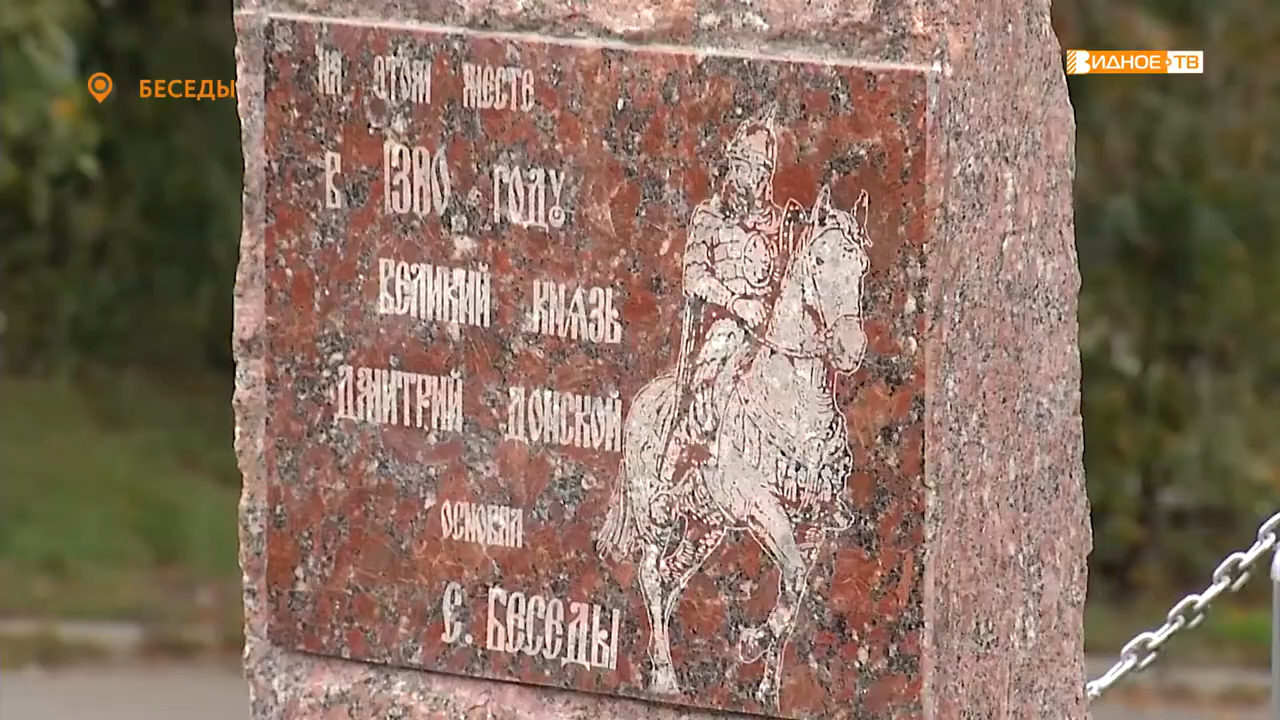 БЕСЕДЫ
ВИДНОЕ ТВ
на этом месте
в 1380 году
великий князь
Дмитрий Донской
основал
с. Беседы